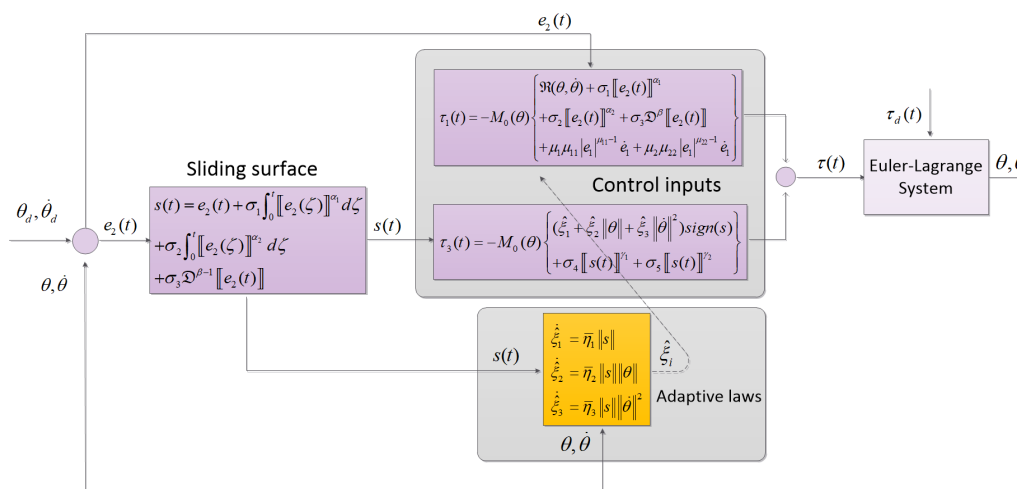 e₂(t)
ℜ(θ, θ̇) + σ₁⟦e₂(t)⟧^α₁
τ₁(t) = −M₀(θ) { +σ₂⟦e₂(t)⟧^α₂ + σ₃𝔇^β⟦e₂(t)⟧ }
+μ₁μ₁₁|e₁|^(μ₁₁−1) ė₁ + μ₂μ₂₂|e₁|^(μ₂₂−1) ė₁
Control inputs
(ξ̂₁ + ξ̂₂‖θ‖ + ξ̂₃‖θ̇‖²)sign(s)
τ₃(t) = −M₀(θ)
+σ₄⟦s(t)⟧^γ₁ + σ₅⟦s(t)⟧^γ₂
Sliding surface
s(t) = e₂(t) + σ₁∫₀ᵗ⟦e₂(ζ)⟧^α₁ dζ
+σ₂∫₀ᵗ⟦e₂(ζ)⟧^α₂ dζ
+σ₃𝔇^(β−1)⟦e₂(t)⟧
θ_d, θ̇_d
e₂(t)
θ, θ̇
s(t)
s(t)
ξ̂̇₁ = η̄₁‖s‖
ξ̂̇₂ = η̄₂‖s‖‖θ‖
ξ̂̇₃ = η̄₃‖s‖‖θ̇‖²
ξ̂ᵢ
Adaptive laws
θ, θ̇
τ(t)
τ_d(t)
Euler-Lagrange
System